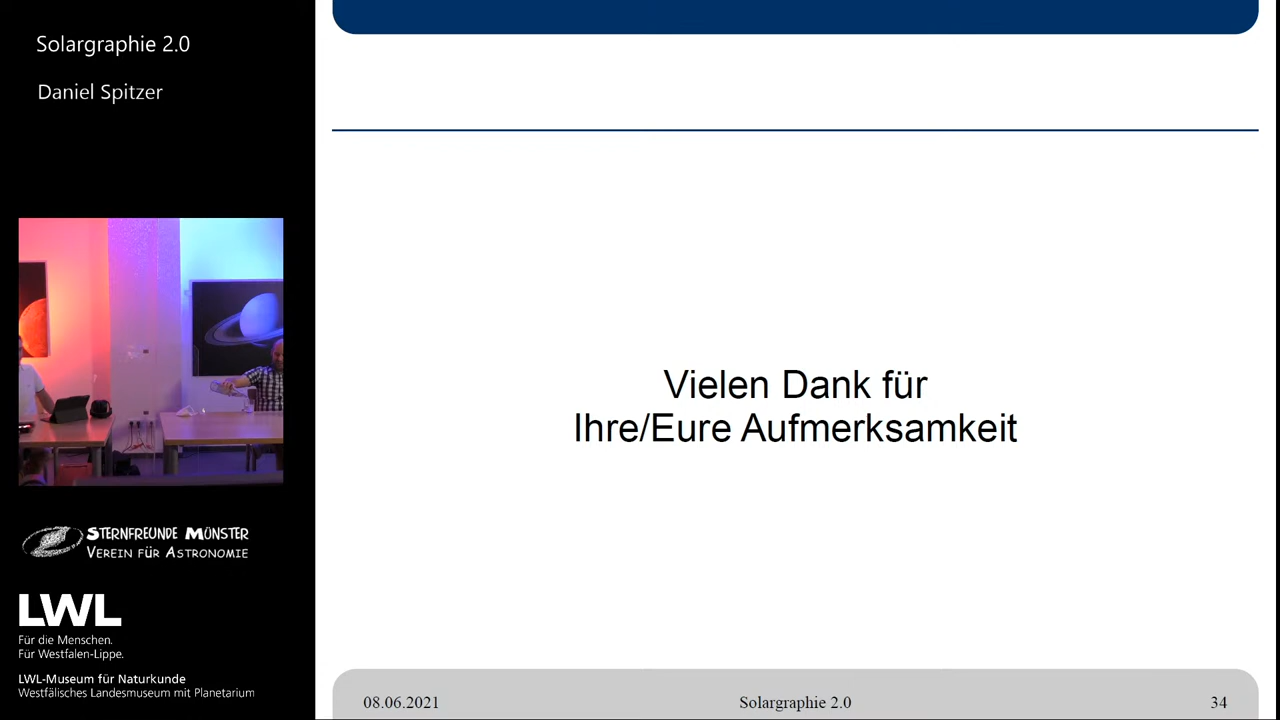 Solargraphie 2.0
Daniel Spitzer
STERNFREUNDE MÜNSTER
VEREIN FÜR ASTRONOMIE
LWL
Für die Menschen.
Für Westfalen-Lippe.
LWL-Museum für Naturkunde
Westfälisches Landesmuseum mit Planetarium
Vielen Dank für
Ihre/Eure Aufmerksamkeit
08.06.2021 Solargraphie 2.0 34